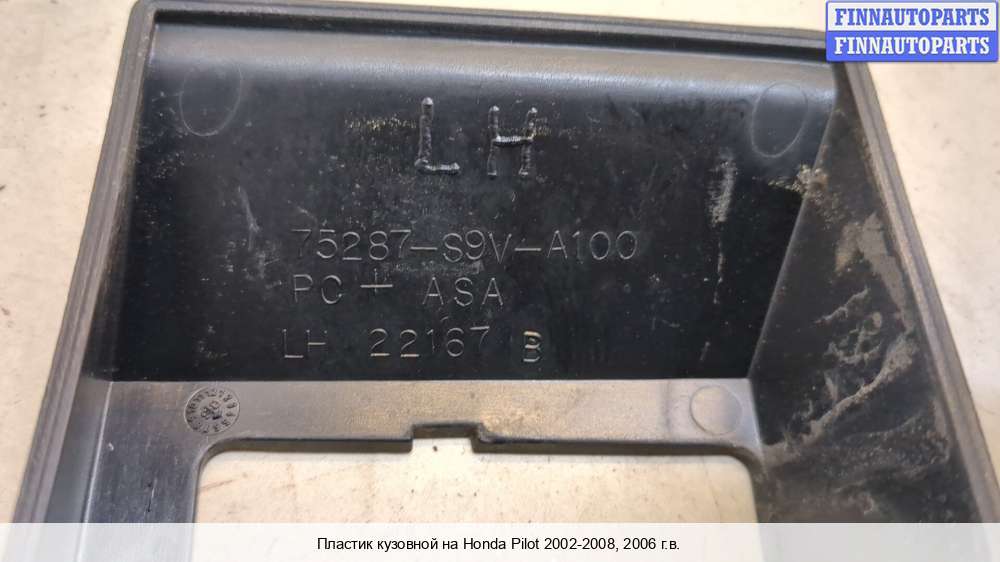 FINNAUTOPARTS
FINNAUTOPARTS
LH
75287-S9V-A100
PC + ASA
LH 22167 B
Пластик кузовной на Honda Pilot 2002-2008, 2006 г.в.